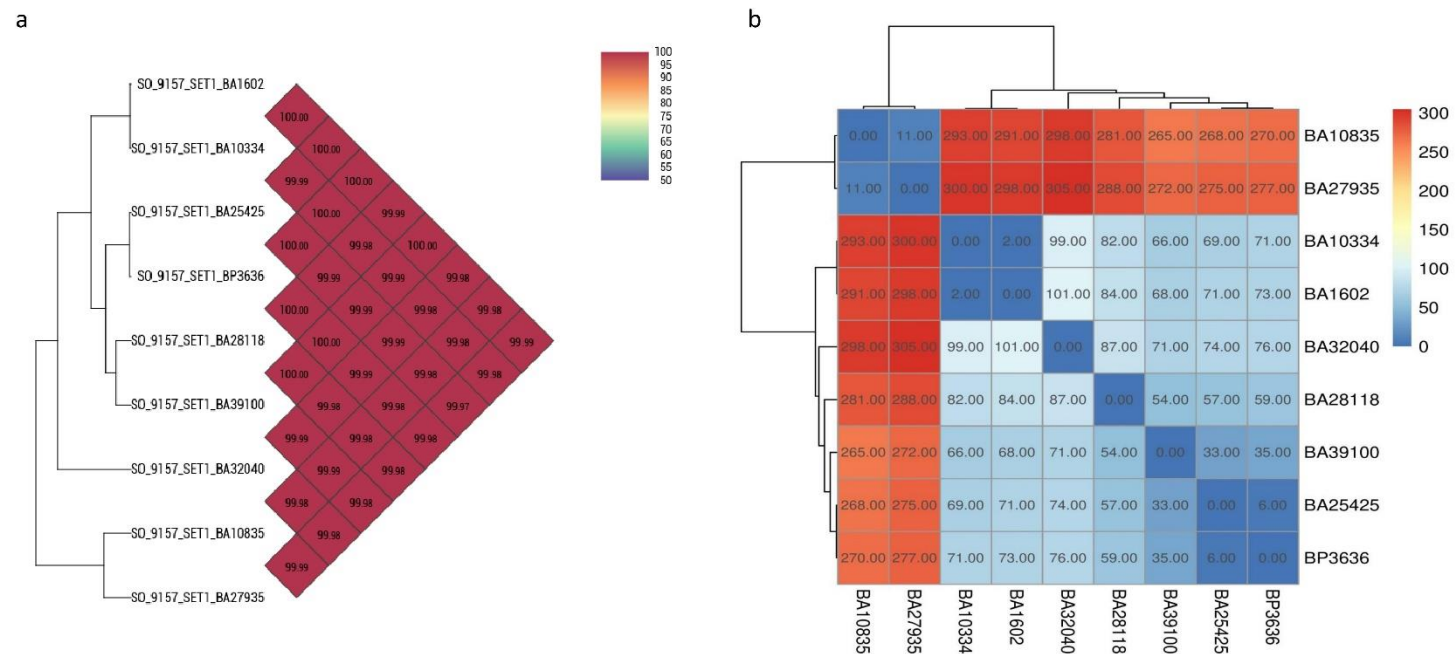 a
SO_9157_SET1_BA1602
100.00
SO_9157_SET1_BA10334 100.00
99.99 100.00
SO_9157_SET1_BA25425 100.00 99.99
100.00 99.98 100.00
SO_9157_SET1_BP3636 99.99 99.99 99.98
100.00 99.99 99.98 99.98
SO_9157_SET1_BA28118 100.00 99.99 99.98 99.99
100.00 99.99 99.98 99.98
SO_9157_SET1_BA39100 99.98 99.98 99.97
99.99 99.98 99.98
SO_9157_SET1_BA32040 99.99 99.98
99.98 99.98
SO_9157_SET1_BA10835 99.98
99.99
SO_9157_SET1_BA27935
100
95
90
85
80
75
70
65
60
55
50
b
0.00 11.00 293.00 291.00 298.00 281.00 265.00 268.00 270.00 BA10835
11.00 0.00 300.00 298.00 305.00 288.00 272.00 275.00 277.00 BA27935
293.00 300.00 0.00 2.00 99.00 82.00 66.00 69.00 71.00 BA10334
291.00 298.00 2.00 0.00 101.00 84.00 68.00 71.00 73.00 BA1602
298.00 305.00 99.00 101.00 0.00 87.00 71.00 74.00 76.00 BA32040
281.00 288.00 82.00 84.00 87.00 0.00 54.00 57.00 59.00 BA28118
265.00 272.00 66.00 68.00 71.00 54.00 0.00 33.00 35.00 BA39100
268.00 275.00 69.00 71.00 74.00 57.00 33.00 0.00 6.00 BA25425
270.00 277.00 71.00 73.00 76.00 59.00 35.00 6.00 0.00 BP3636
BA10835 BA27935 BA10334 BA1602 BA32040 BA28118 BA39100 BA25425 BP3636
300
250
200
150
100
50
0